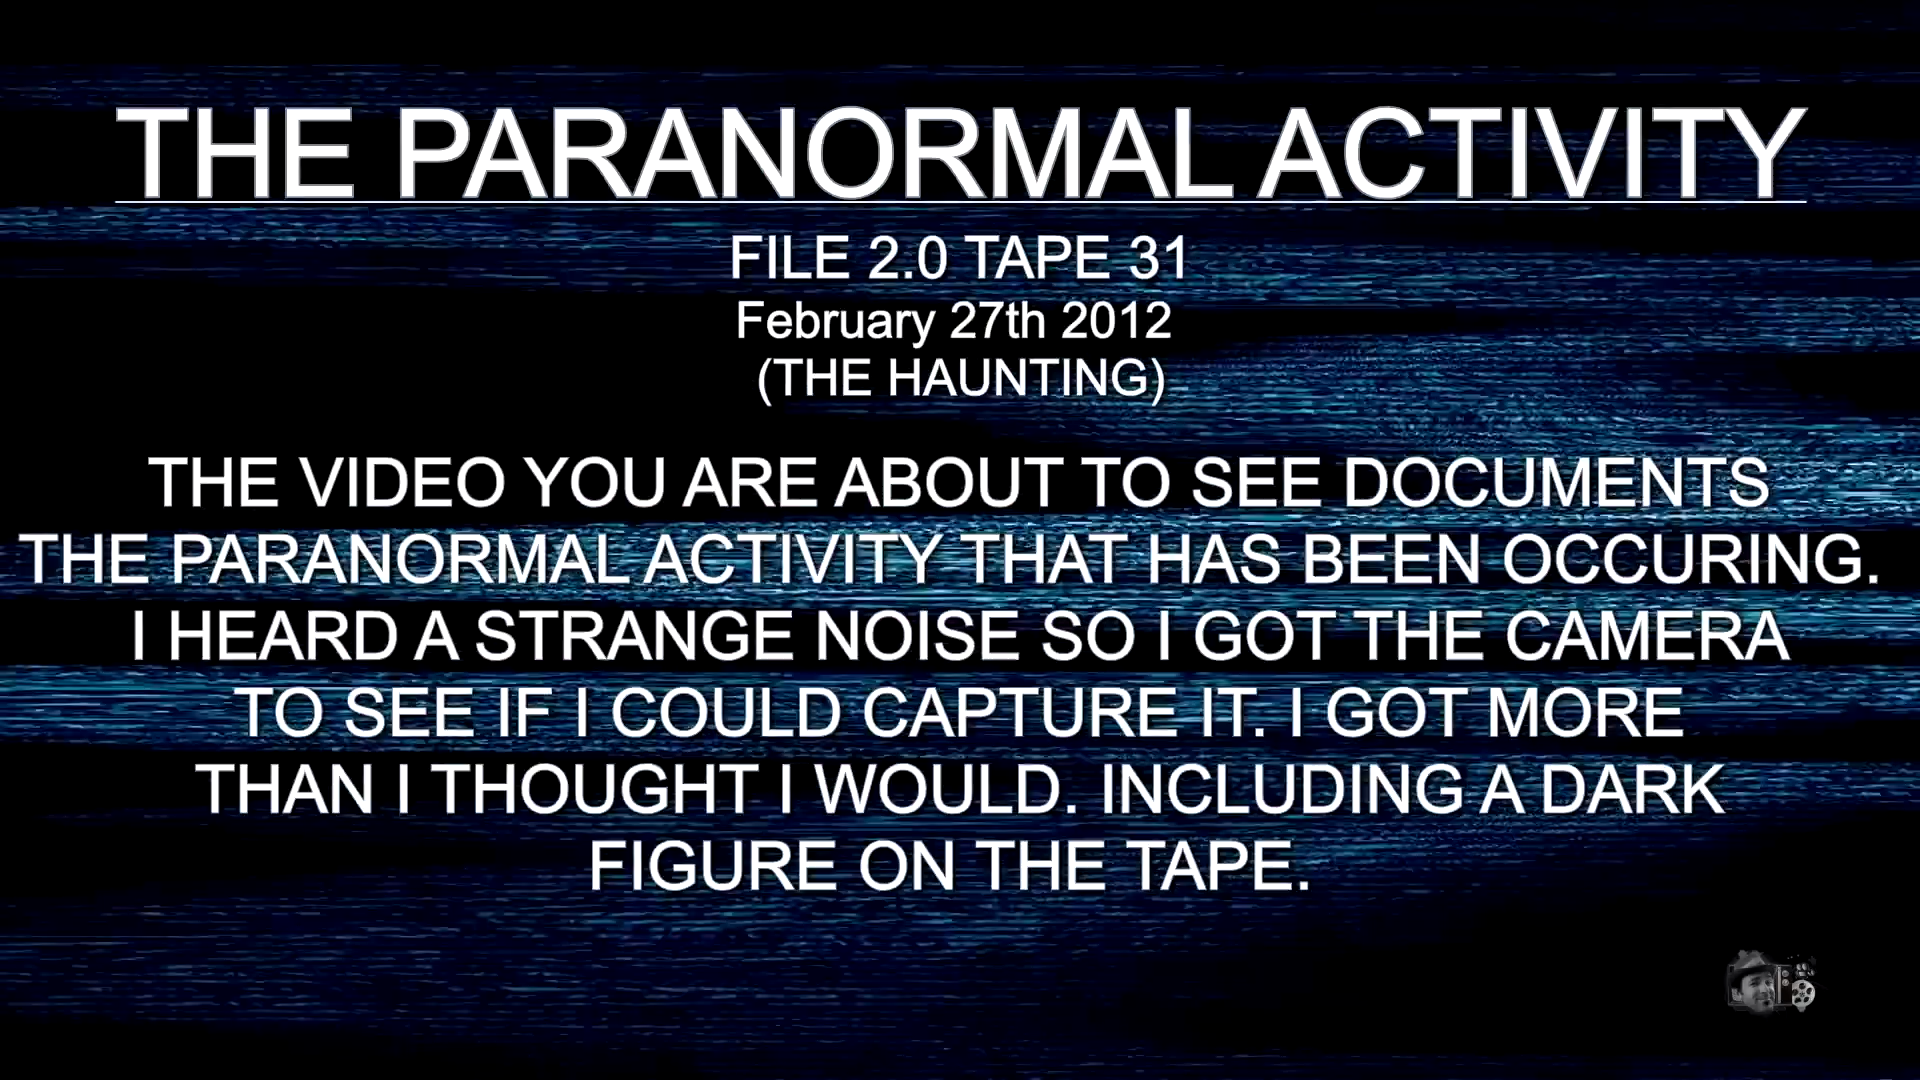 THE PARANORMAL ACTIVITY
FILE 2.0 TAPE 31
February 27th 2012
(THE HAUNTING)
THE VIDEO YOU ARE ABOUT TO SEE DOCUMENTS
THE PARANORMAL ACTIVITY THAT HAS BEEN OCCURING.
I HEARD A STRANGE NOISE SO I GOT THE CAMERA
TO SEE IF I COULD CAPTURE IT. I GOT MORE
THAN I THOUGHT I WOULD. INCLUDING A DARK
FIGURE ON THE TAPE.